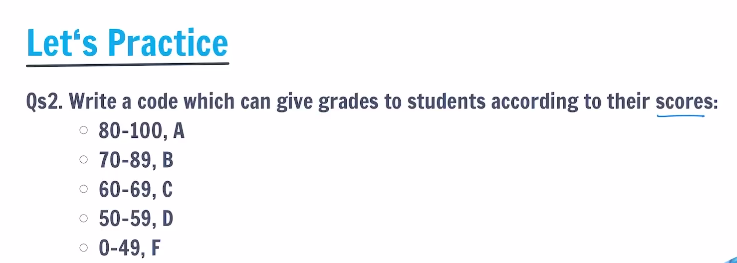 Let‘s Practice
Qs2. Write a code which can give grades to students according to their scores:
○ 80-100, A
○ 70-89, B
○ 60-69, C
○ 50-59, D
○ 0-49, F